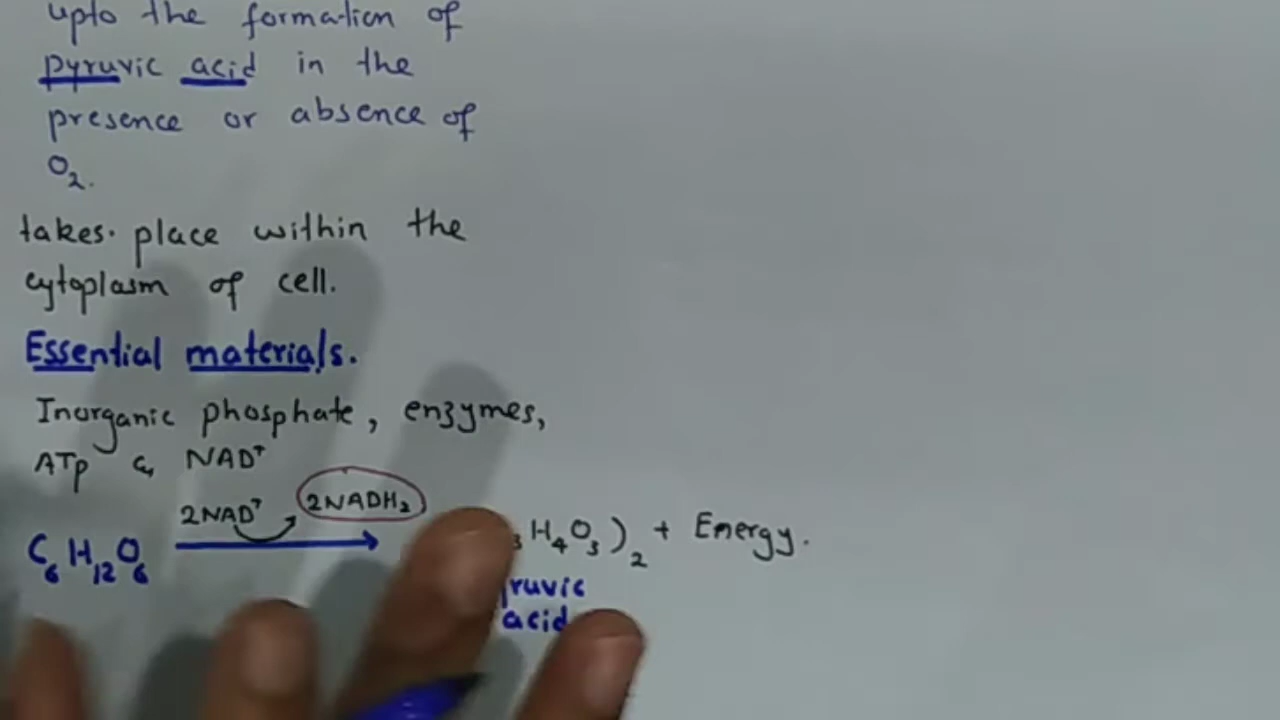 upto the formation of
pyruvic acid in the
presence or absence of
O₂.
takes place within the
cytoplasm of cell.
Essential materials.
Inorganic phosphate, enzymes,
ATP & NAD⁺
2NAD⁺ 2NADH₂
C₆H₁₂O₆ → ₃H₄O₃)₂ + Energy.
ruvic
acid